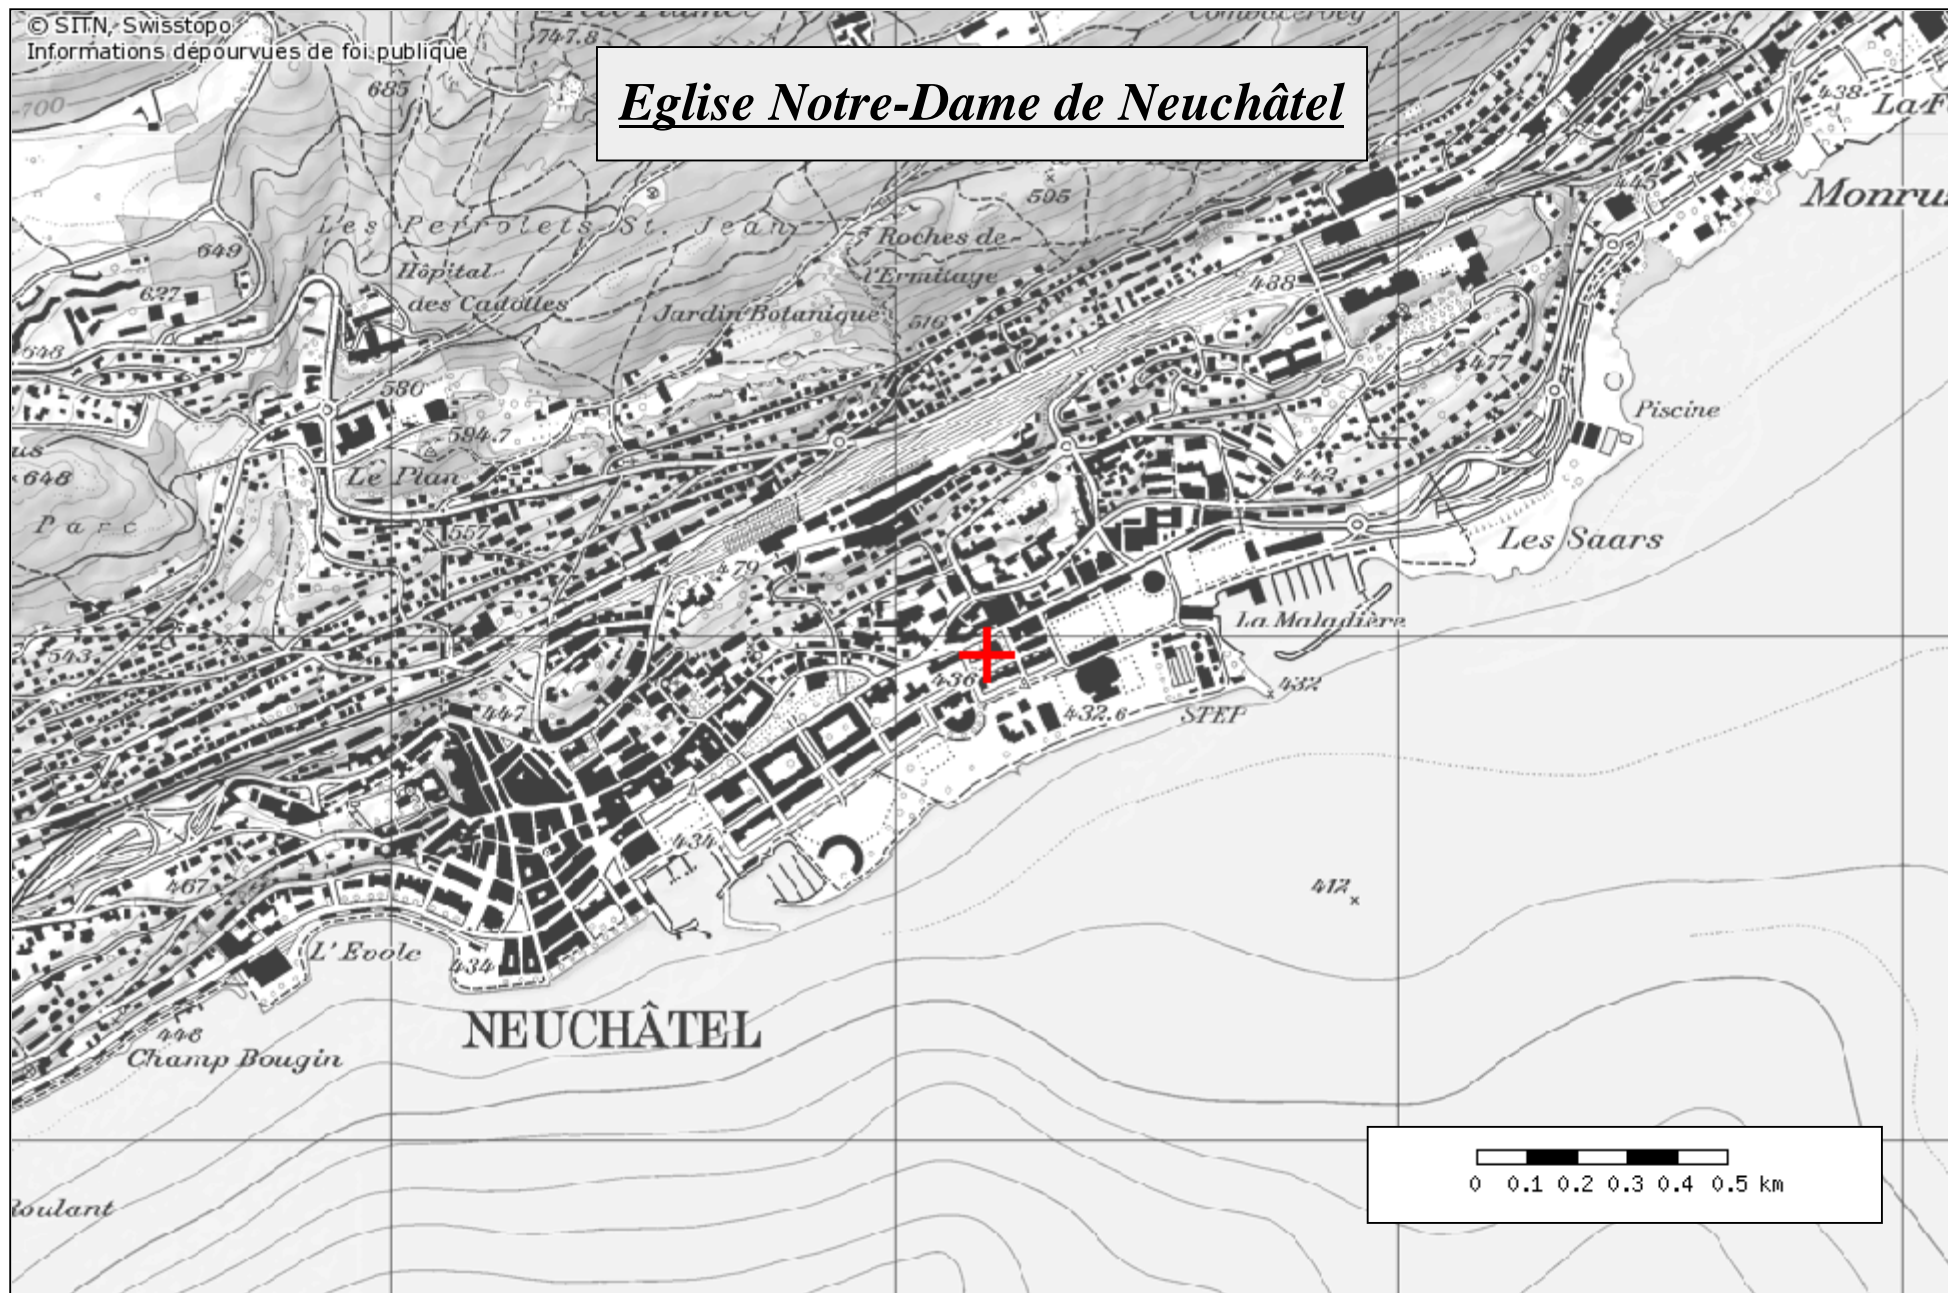 © SITN, Swisstopo
Informations dépourvues de foi publique
Eglise Notre-Dame de Neuchâtel
747.8
685
700
438
La
445
595
Les Perrolets St. Jean
Roches de
l'Ermitage
649
Hôpital
des Cadolles
627
Jardin Botanique
516
488
648
580
477
Piscine
594.7
Le Plan
648
442
Parc
557
Les Saars
479
La Maladière
543
436
432
447
432.6
STEP
434
467
412
L'Evole
434
NEUCHÂTEL
448
Champ Bougin
0 0.1 0.2 0.3 0.4 0.5 km